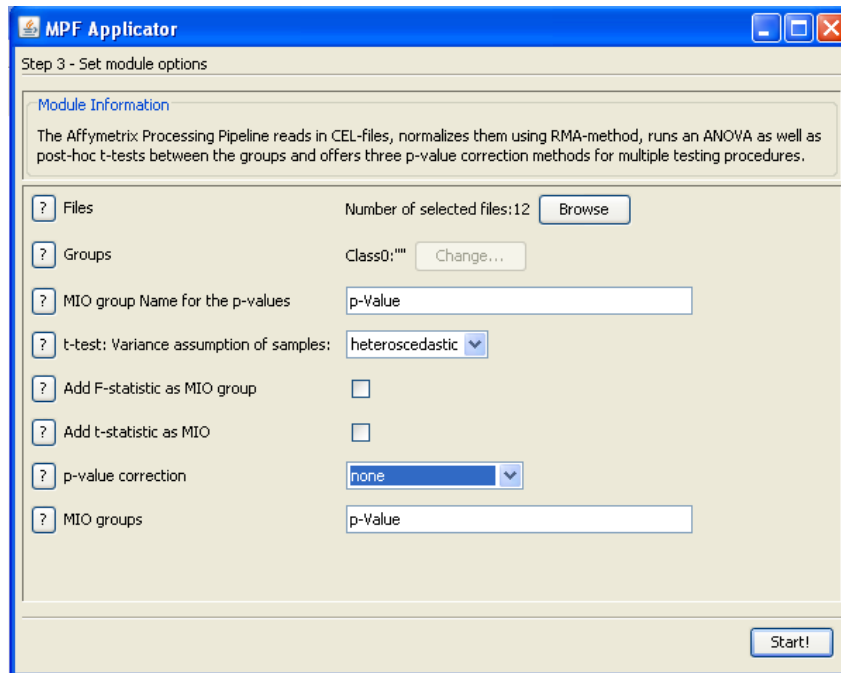 MPF Applicator
Step 3 - Set module options
Module Information
The Affymetrix Processing Pipeline reads in CEL-files, normalizes them using RMA-method, runs an ANOVA as well as
post-hoc t-tests between the groups and offers three p-value correction methods for multiple testing procedures.
? Files Number of selected files:12 Browse
? Groups Class0:"" Change...
? MIO group Name for the p-values p-Value
? t-test: Variance assumption of samples: heteroscedastic
? Add F-statistic as MIO group
? Add t-statistic as MIO
? p-value correction none
? MIO groups p-Value
Start!